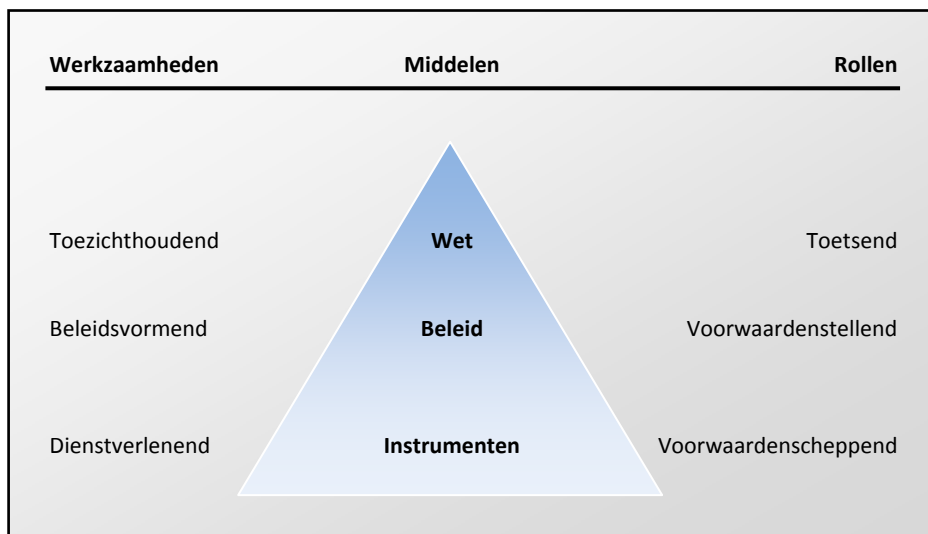 Werkzaamheden Middelen Rollen
Toezichthoudend Wet Toetsend
Beleidsvormend Beleid Voorwaardenstellend
Dienstverlenend Instrumenten Voorwaardenscheppend